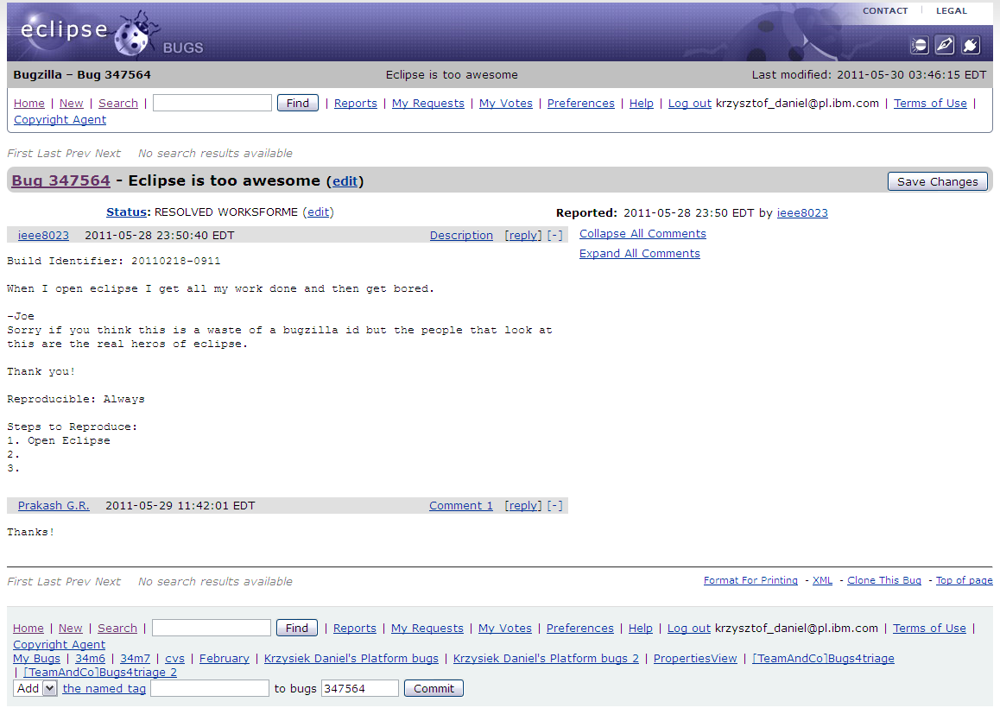 CONTACT | LEGAL
eclipse BUGS
Bugzilla – Bug 347564 Eclipse is too awesome Last modified: 2011-05-30 03:46:15 EDT
Home | New | Search | Find | Reports | My Requests | My Votes | Preferences | Help | Log out krzysztof_daniel@pl.ibm.com | Terms of Use |
Copyright Agent
First Last Prev Next No search results available
Bug 347564 - Eclipse is too awesome (edit) Save Changes
Status: RESOLVED WORKSFORME (edit) Reported: 2011-05-28 23:50 EDT by ieee8023
ieee8023 2011-05-28 23:50:40 EDT Description [reply] [-] Collapse All Comments
Expand All Comments
Build Identifier: 20110218-0911
When I open eclipse I get all my work done and then get bored.
-Joe
Sorry if you think this is a waste of a bugzilla id but the people that look at
this are the real heros of eclipse.
Thank you!
Reproducible: Always
Steps to Reproduce:
1. Open Eclipse
2.
3.
Prakash G.R. 2011-05-29 11:42:01 EDT Comment 1 [reply] [-]
Thanks!
First Last Prev Next No search results available Format For Printing - XML - Clone This Bug - Top of page
Home | New | Search | Find | Reports | My Requests | My Votes | Preferences | Help | Log out krzysztof_daniel@pl.ibm.com | Terms of Use |
Copyright Agent
My Bugs | 34m6 | 34m7 | cvs | February | Krzysiek Daniel's Platform bugs | Krzysiek Daniel's Platform bugs 2 | PropertiesView | [TeamAndCo]Bugs4triage
| [TeamAndCo]Bugs4triage 2
Add the named tag to bugs 347564 Commit